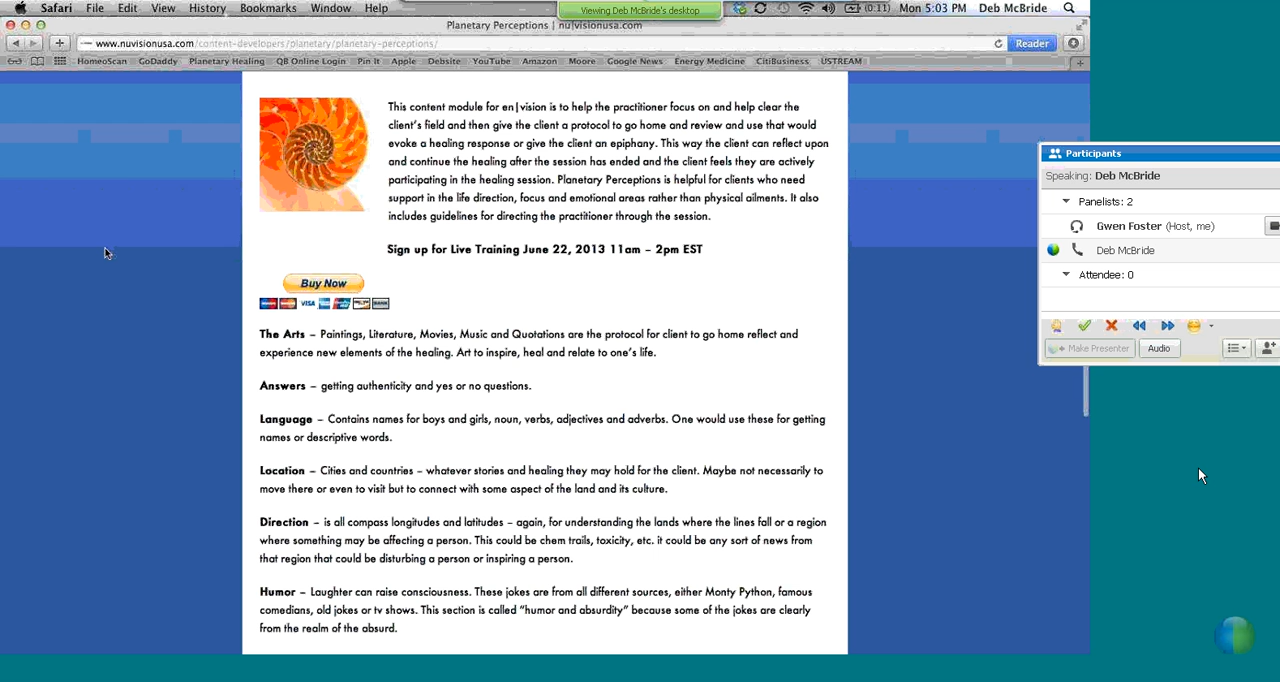 Safari File Edit View History Bookmarks Window Help
Viewing Deb McBride's desktop
(0:11) Mon 5:03 PM Deb McBride
Planetary Perceptions | nu|visionusa.com
www.nuvisionusa.com/content-developers/planetary/planetary-perceptions/
Reader
HomeoScan GoDaddy Planetary Healing QB Online Login Pin It Apple Debsite YouTube Amazon Moore Google News Energy Medicine CitiBusiness USTREAM
This content module for en|vision is to help the practitioner focus on and help clear the
client's field and then give the client a protocol to go home and review and use that would
evoke a healing response or give the client an epiphany. This way the client can reflect upon
and continue the healing after the session has ended and the client feels they are actively
participating in the healing session. Planetary Perceptions is helpful for clients who need
support in the life direction, focus and emotional areas rather than physical ailments. It also
includes guidelines for directing the practitioner through the session.
Sign up for Live Training June 22, 2013 11am – 2pm EST
Buy Now
VISA
The Arts – Paintings, Literature, Movies, Music and Quotations are the protocol for client to go home reflect and
experience new elements of the healing. Art to inspire, heal and relate to one's life.
Answers – getting authenticity and yes or no questions.
Language – Contains names for boys and girls, noun, verbs, adjectives and adverbs. One would use these for getting
names or descriptive words.
Location – Cities and countries – whatever stories and healing they may hold for the client. Maybe not necessarily to
move there or even to visit but to connect with some aspect of the land and its culture.
Direction – is all compass longitudes and latitudes – again, for understanding the lands where the lines fall or a region
where something may be affecting a person. This could be chem trails, toxicity, etc. it could be any sort of news from
that region that could be disturbing a person or inspiring a person.
Humor – Laughter can raise consciousness. These jokes are from all different sources, either Monty Python, famous
comedians, old jokes or tv shows. This section is called "humor and absurdity" because some of the jokes are clearly
from the realm of the absurd.
Participants
Speaking: Deb McBride
Panelists: 2
Gwen Foster (Host, me)
Deb McBride
Attendee: 0
Make Presenter
Audio